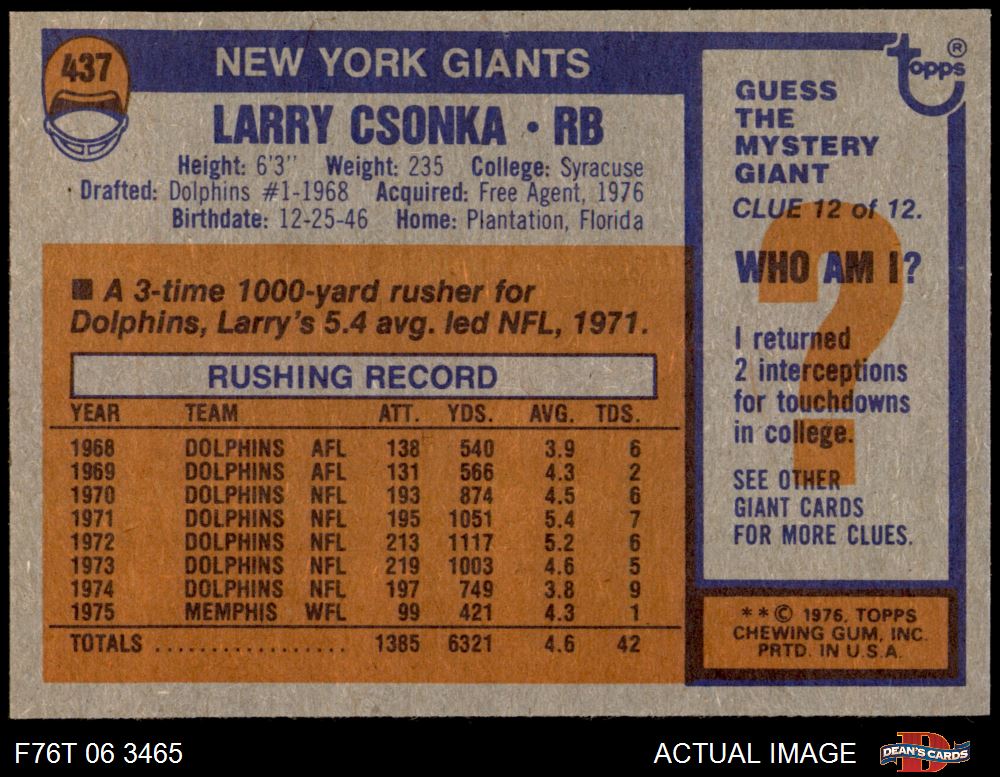 437
NEW YORK GIANTS
LARRY CSONKA • RB
Height: 6'3" Weight: 235 College: Syracuse
Drafted: Dolphins #1-1968 Acquired: Free Agent, 1976
Birthdate: 12-25-46 Home: Plantation, Florida
■ A 3-time 1000-yard rusher for
Dolphins, Larry's 5.4 avg. led NFL, 1971.
RUSHING RECORD
YEAR TEAM ATT. YDS. AVG. TDS.
1968 DOLPHINS AFL 138 540 3.9 6
1969 DOLPHINS AFL 131 566 4.3 2
1970 DOLPHINS NFL 193 874 4.5 6
1971 DOLPHINS NFL 195 1051 5.4 7
1972 DOLPHINS NFL 213 1117 5.2 6
1973 DOLPHINS NFL 219 1003 4.6 5
1974 DOLPHINS NFL 197 749 3.8 9
1975 MEMPHIS WFL 99 421 4.3 1
TOTALS .................. 1385 6321 4.6 42
topps ®
GUESS
THE
MYSTERY
GIANT
CLUE 12 of 12.
WHO AM I?
?
I returned
2 interceptions
for touchdowns
in college.
SEE OTHER
GIANT CARDS
FOR MORE CLUES.
* * © 1976, TOPPS
CHEWING GUM, INC.
PRTD. IN U.S.A.
F76T 06 3465
ACTUAL IMAGE
D
DEAN'S CARDS